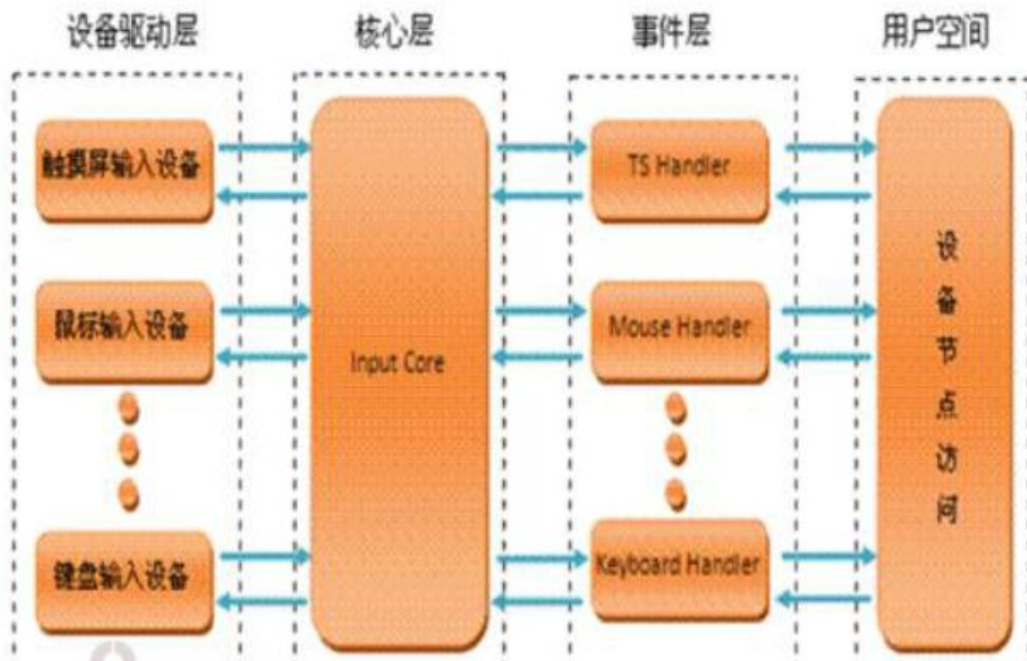 设备驱动层 核心层 事件层 用户空间
触摸屏输入设备
TS Handler
鼠标输入设备
Mouse Handler
Input Core
设备节点访问
键盘输入设备
Keyboard Handler